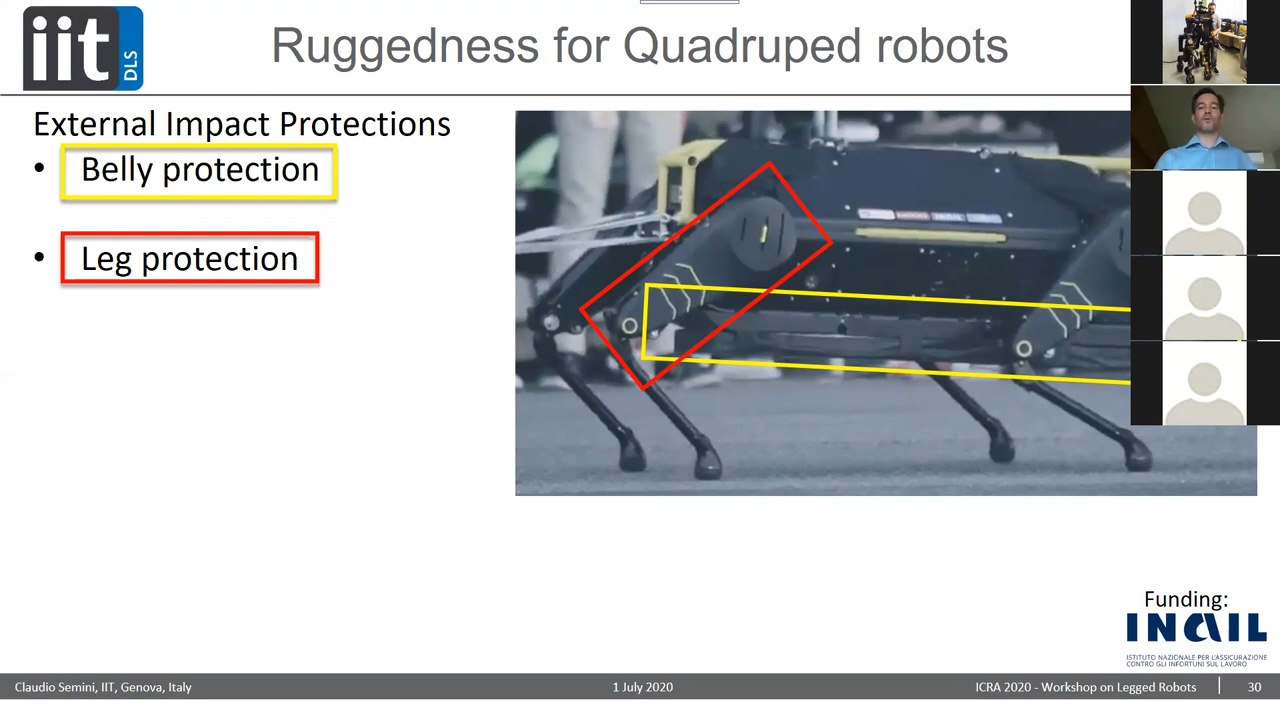 iit
DLS
Ruggedness for Quadruped robots
External Impact Protections
• Belly protection
• Leg protection
Funding:
INAIL
ISTITUTO NAZIONALE PER L'ASSICURAZIONE
CONTRO GLI INFORTUNI SUL LAVORO
Claudio Semini, IIT, Genova, Italy
1 July 2020
ICRA 2020 - Workshop on Legged Robots
30